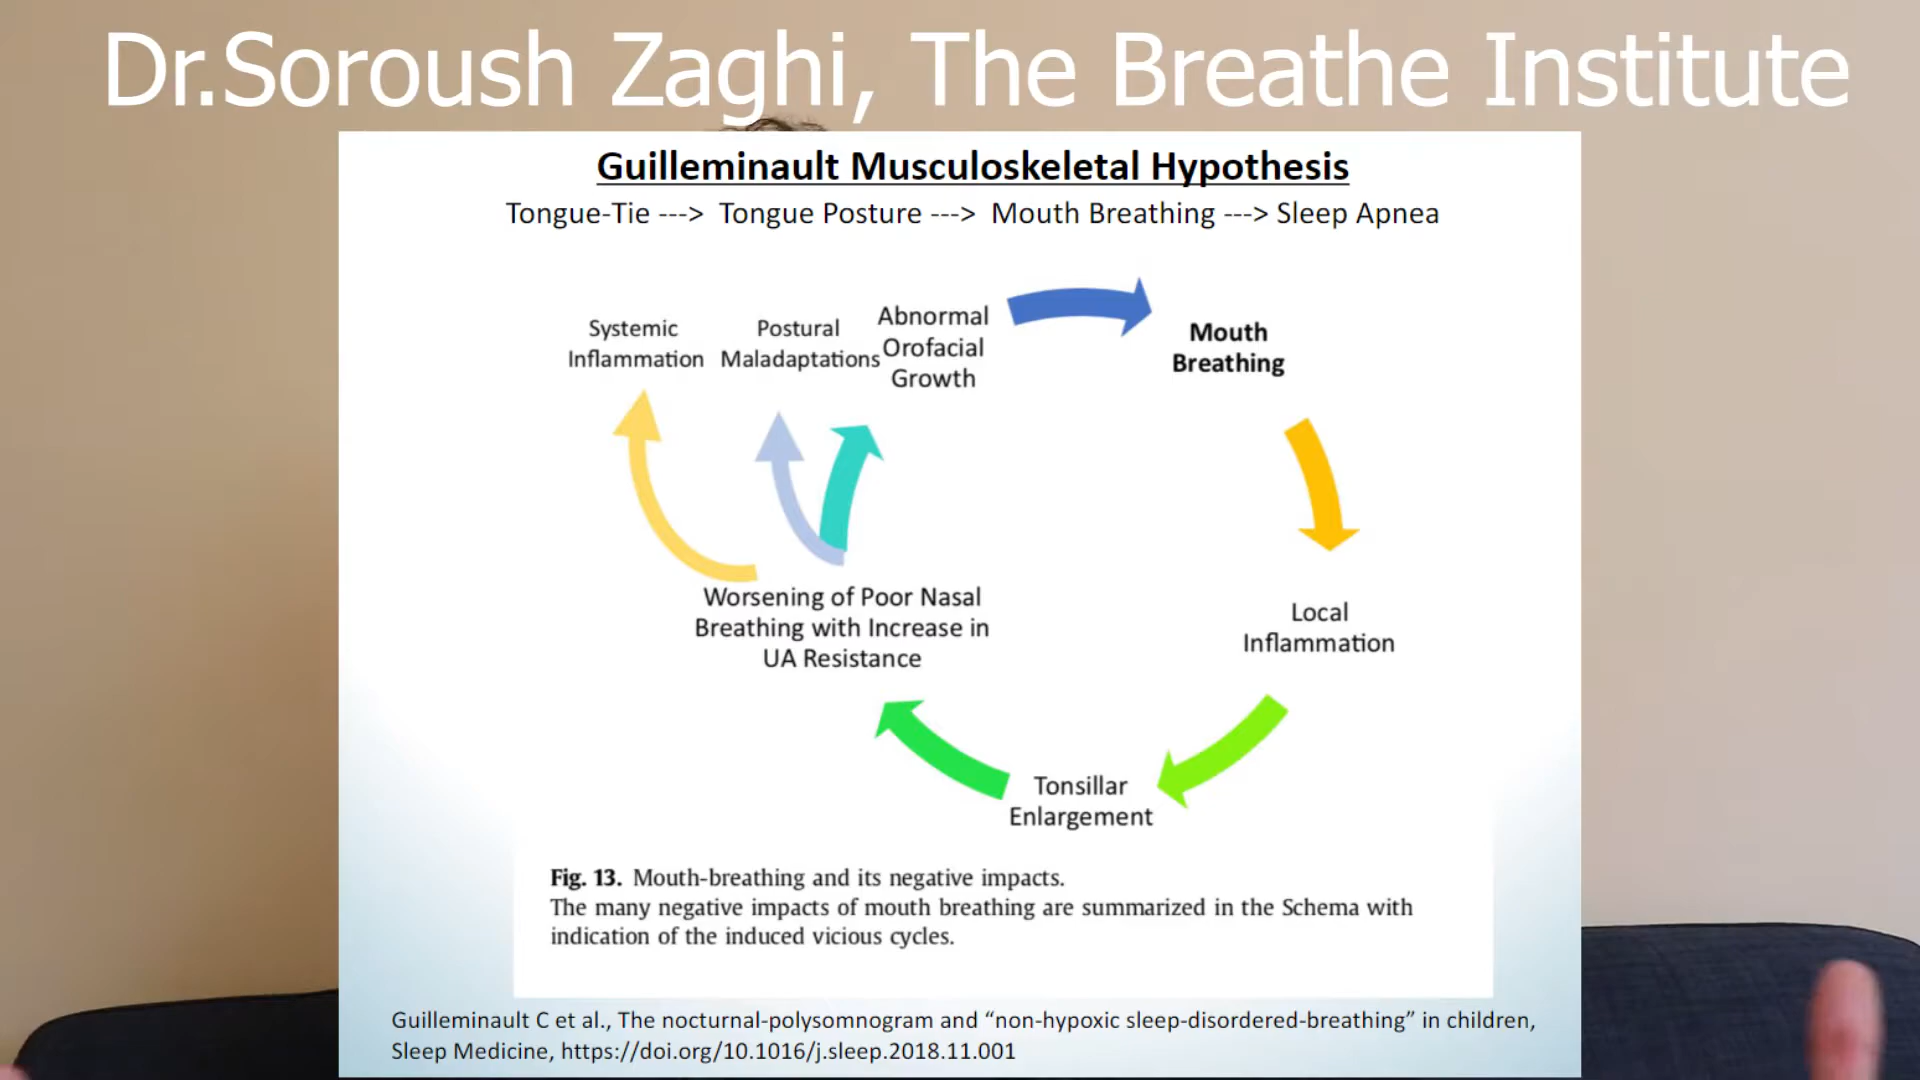 Dr.Soroush Zaghi, The Breathe Institute
Guilleminault Musculoskeletal Hypothesis
Tongue-Tie ---> Tongue Posture ---> Mouth Breathing ---> Sleep Apnea
Systemic
Inflammation
Postural
Maladaptations
Abnormal
Orofacial
Growth
Mouth
Breathing
Local
Inflammation
Tonsillar
Enlargement
Worsening of Poor Nasal
Breathing with Increase in
UA Resistance
Fig. 13. Mouth-breathing and its negative impacts.
The many negative impacts of mouth breathing are summarized in the Schema with
indication of the induced vicious cycles.
Guilleminault C et al., The nocturnal-polysomnogram and “non-hypoxic sleep-disordered-breathing” in children,
Sleep Medicine, https://doi.org/10.1016/j.sleep.2018.11.001